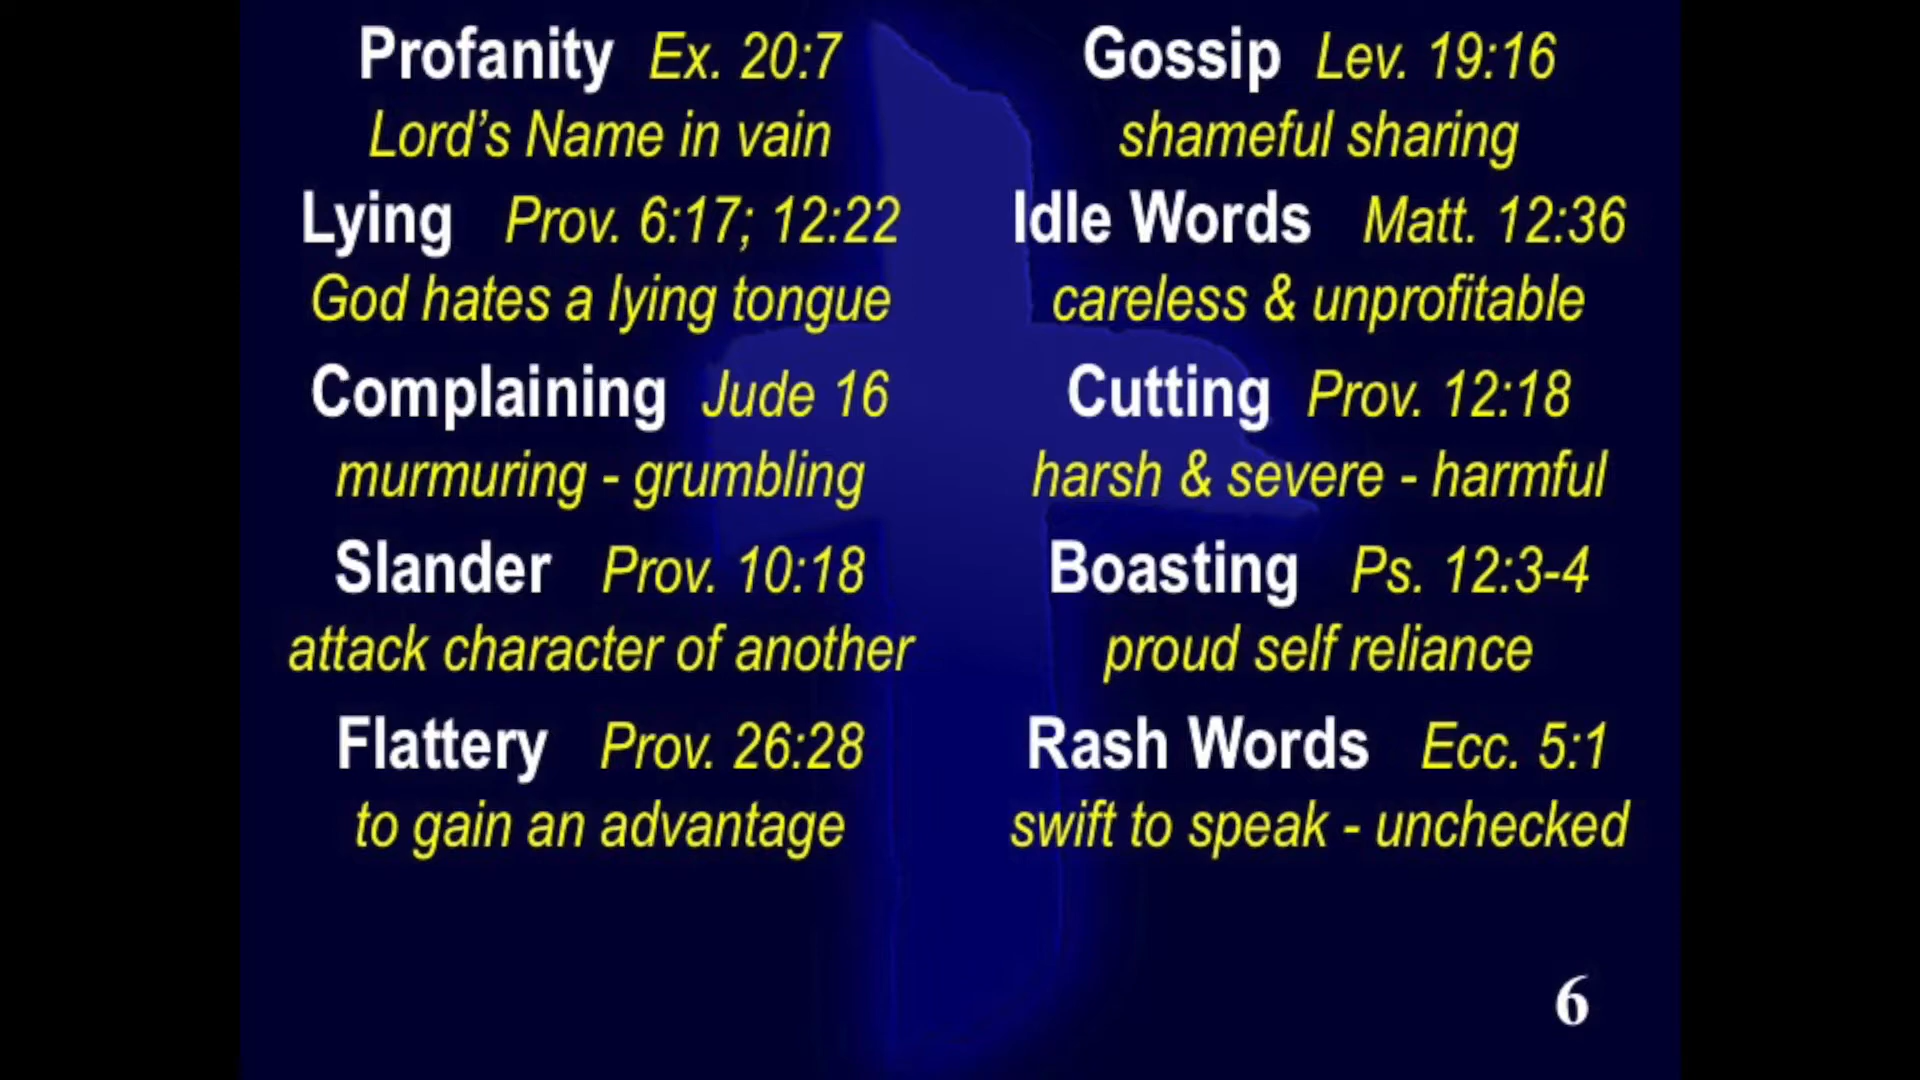 Profanity Ex. 20:7
Lord's Name in vain
Lying Prov. 6:17; 12:22
God hates a lying tongue
Complaining Jude 16
murmuring - grumbling
Slander Prov. 10:18
attack character of another
Flattery Prov. 26:28
to gain an advantage
Gossip Lev. 19:16
shameful sharing
Idle Words Matt. 12:36
careless & unprofitable
Cutting Prov. 12:18
harsh & severe - harmful
Boasting Ps. 12:3-4
proud self reliance
Rash Words Ecc. 5:1
swift to speak - unchecked
6